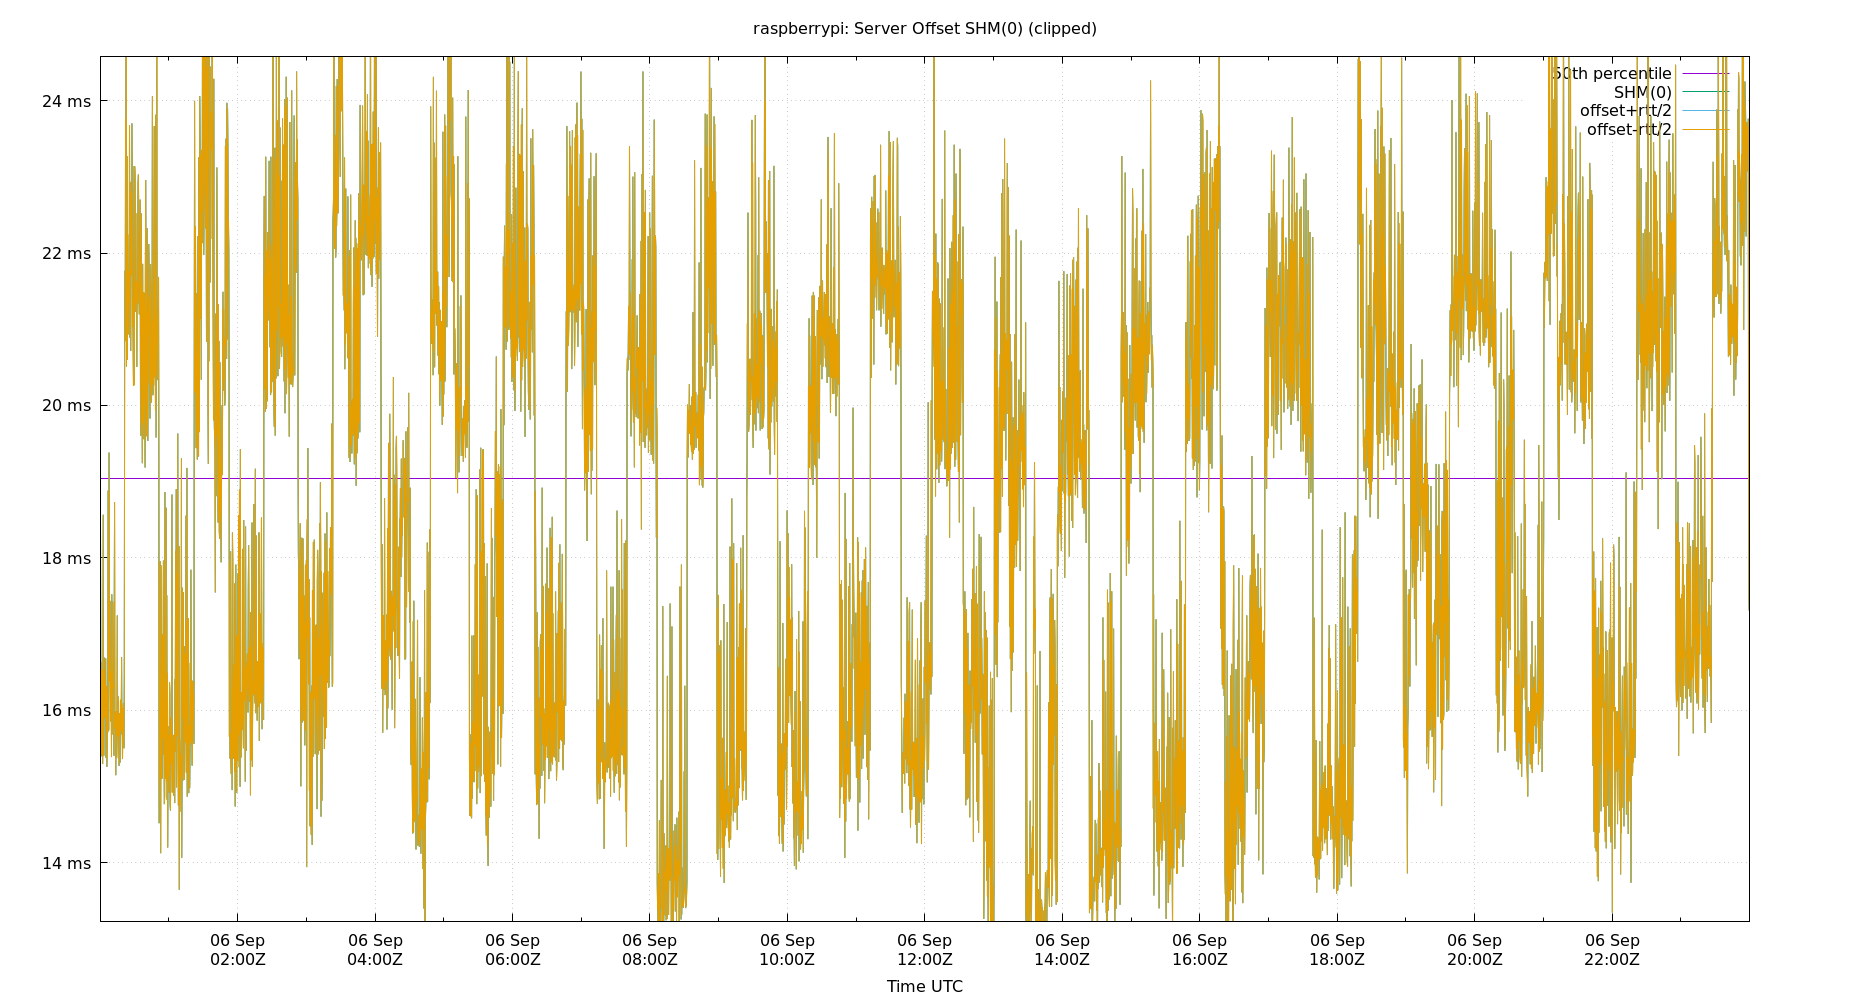 raspberrypi: Server Offset SHM(0) (clipped)
50th percentile
SHM(0)
offset+rtt/2
offset-rtt/2
24 ms
22 ms
20 ms
18 ms
16 ms
14 ms
06 Sep 06 Sep 06 Sep 06 Sep 06 Sep 06 Sep 06 Sep 06 Sep 06 Sep 06 Sep 06 Sep
02:00Z 04:00Z 06:00Z 08:00Z 10:00Z 12:00Z 14:00Z 16:00Z 18:00Z 20:00Z 22:00Z
Time UTC